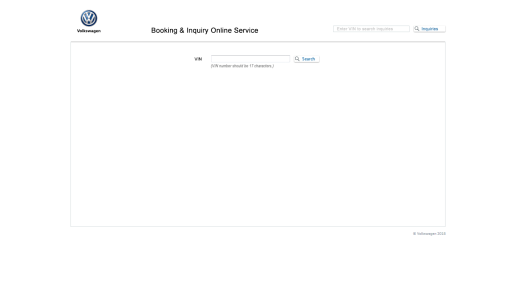 Volkswagen
Booking & Inquiry Online Service
Enter VIN to search inquiries
Inquiries
VIN
Search
(VIN number should be 17 characters.)
© Volkswagen